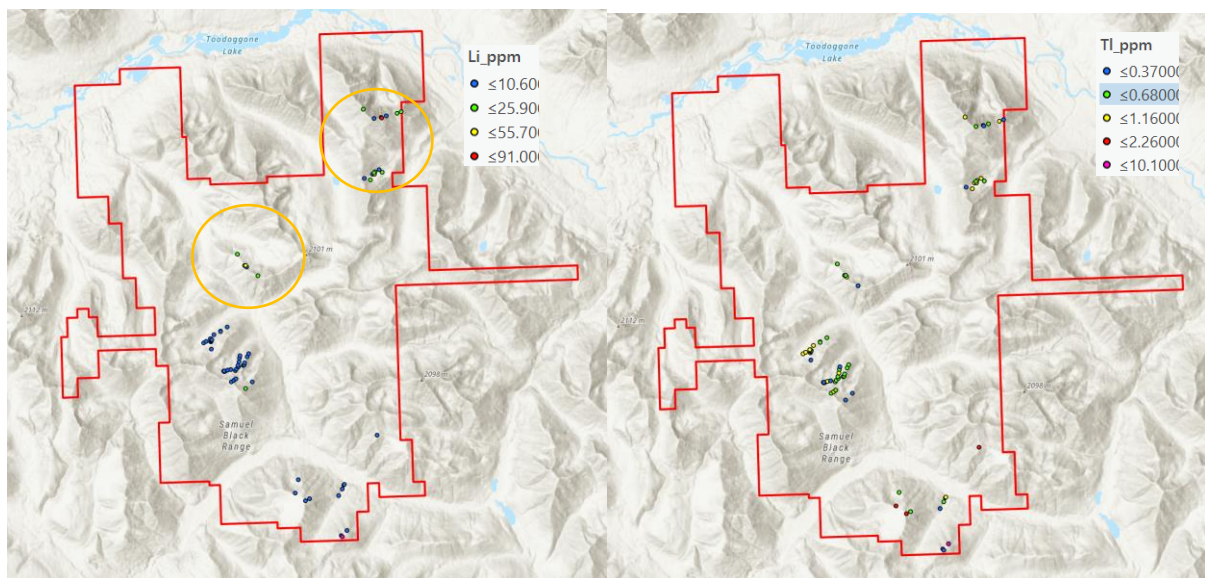 Toodoggone
Lake
Li_ppm
≤10.600
≤25.900
≤55.700
≤91.000
2101 m
2112 m
2098 m
Samuel
Black
Range
Toodoggone
Lake
Tl_ppm
≤0.37000
≤0.68000
≤1.16000
≤2.26000
≤10.1000
2101 m
2112 m
2098 m
Samuel
Black
Range